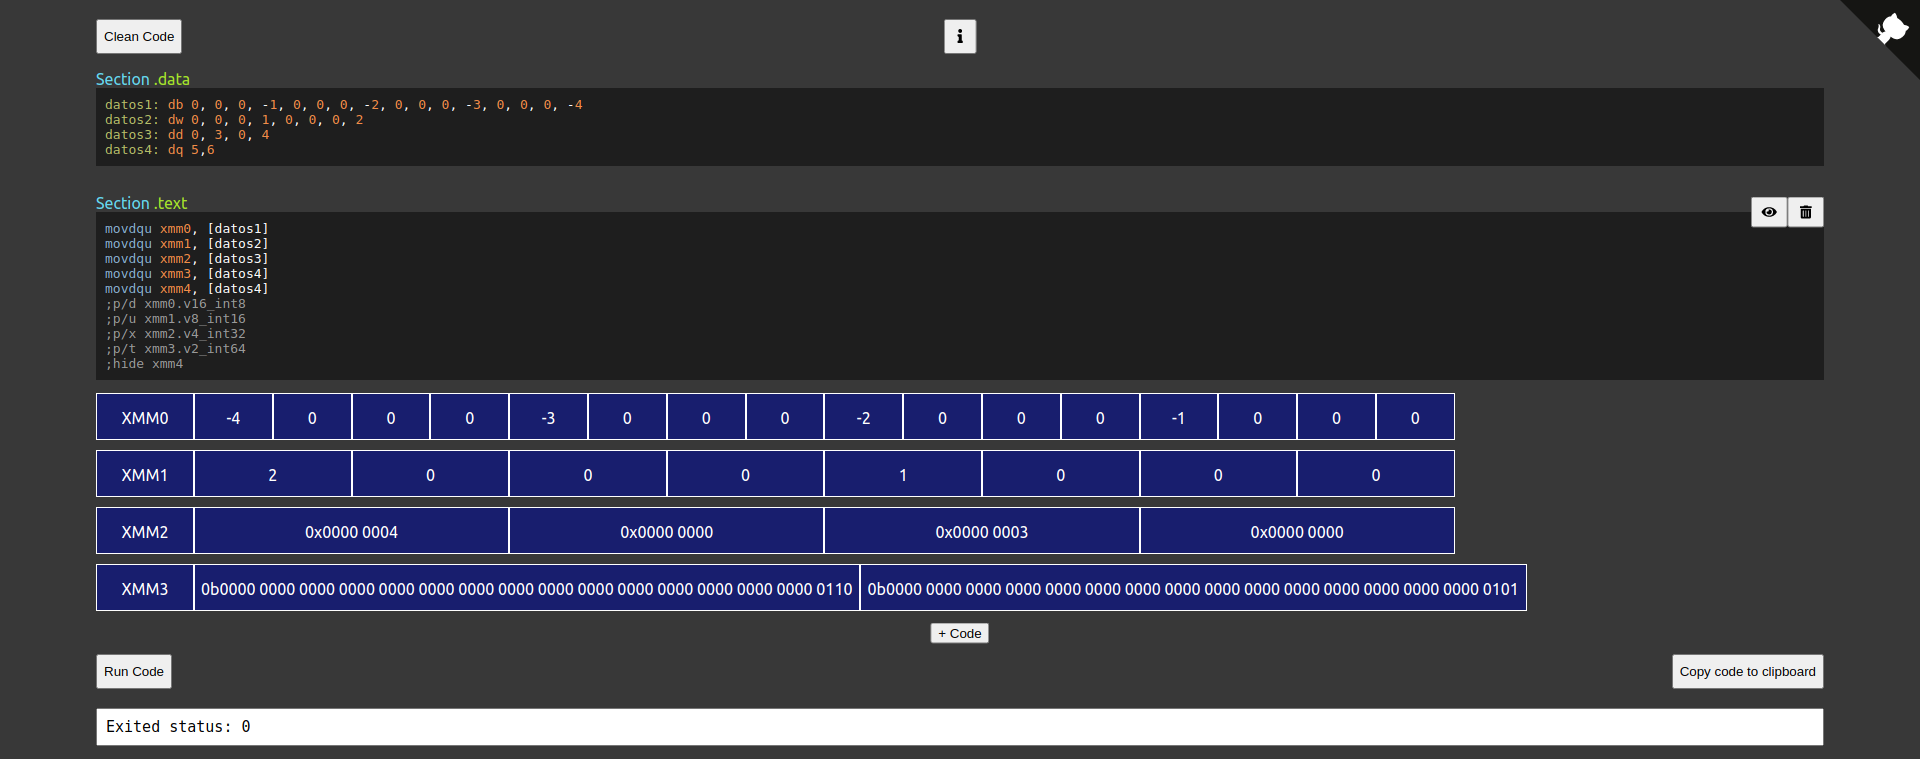 Clean Code
Section .data
datos1: db 0, 0, 0, -1, 0, 0, 0, -2, 0, 0, 0, -3, 0, 0, 0, -4
datos2: dw 0, 0, 0, 1, 0, 0, 0, 2
datos3: dd 0, 3, 0, 4
datos4: dq 5,6
Section .text
movdqu xmm0, [datos1]
movdqu xmm1, [datos2]
movdqu xmm2, [datos3]
movdqu xmm3, [datos4]
movdqu xmm4, [datos4]
;p/d xmm0.v16_int8
;p/u xmm1.v8_int16
;p/x xmm2.v4_int32
;p/t xmm3.v2_int64
;hide xmm4
XMM0 -4 0 0 0 -3 0 0 0 -2 0 0 0 -1 0 0 0
XMM1 2 0 0 0 1 0 0 0
XMM2 0x0000 0004 0x0000 0000 0x0000 0003 0x0000 0000
XMM3 0b0000 0000 0000 0000 0000 0000 0000 0000 0000 0000 0000 0000 0000 0000 0000 0110 0b0000 0000 0000 0000 0000 0000 0000 0000 0000 0000 0000 0000 0000 0000 0000 0101
+ Code
Run Code Copy code to clipboard
Exited status: 0